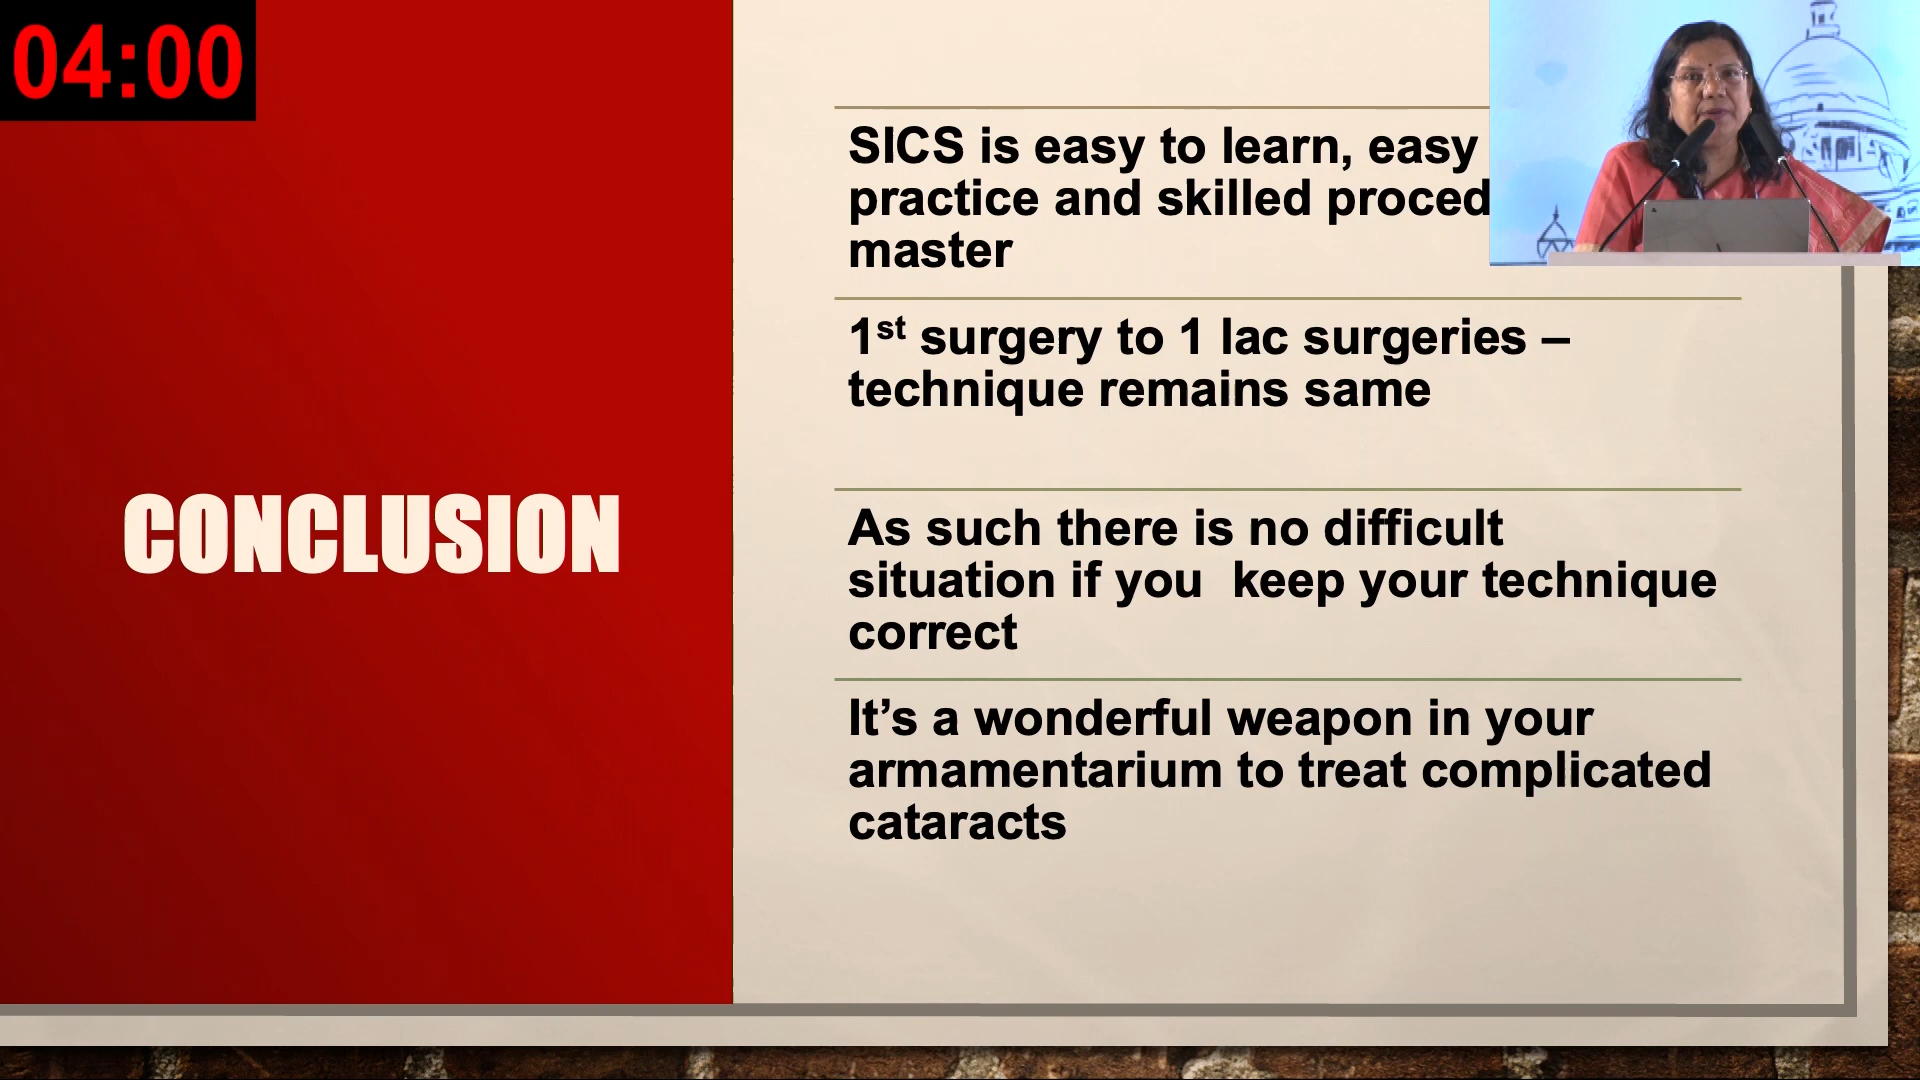 04:00
SICS is easy to learn, easy
practice and skilled
master
1st surgery to 1 lac surgeries –
technique remains same
CONCLUSION
As such there is no difficult
situation if you  keep your technique
correct
It’s a wonderful weapon in your
armamentarium to treat complicated
cataracts